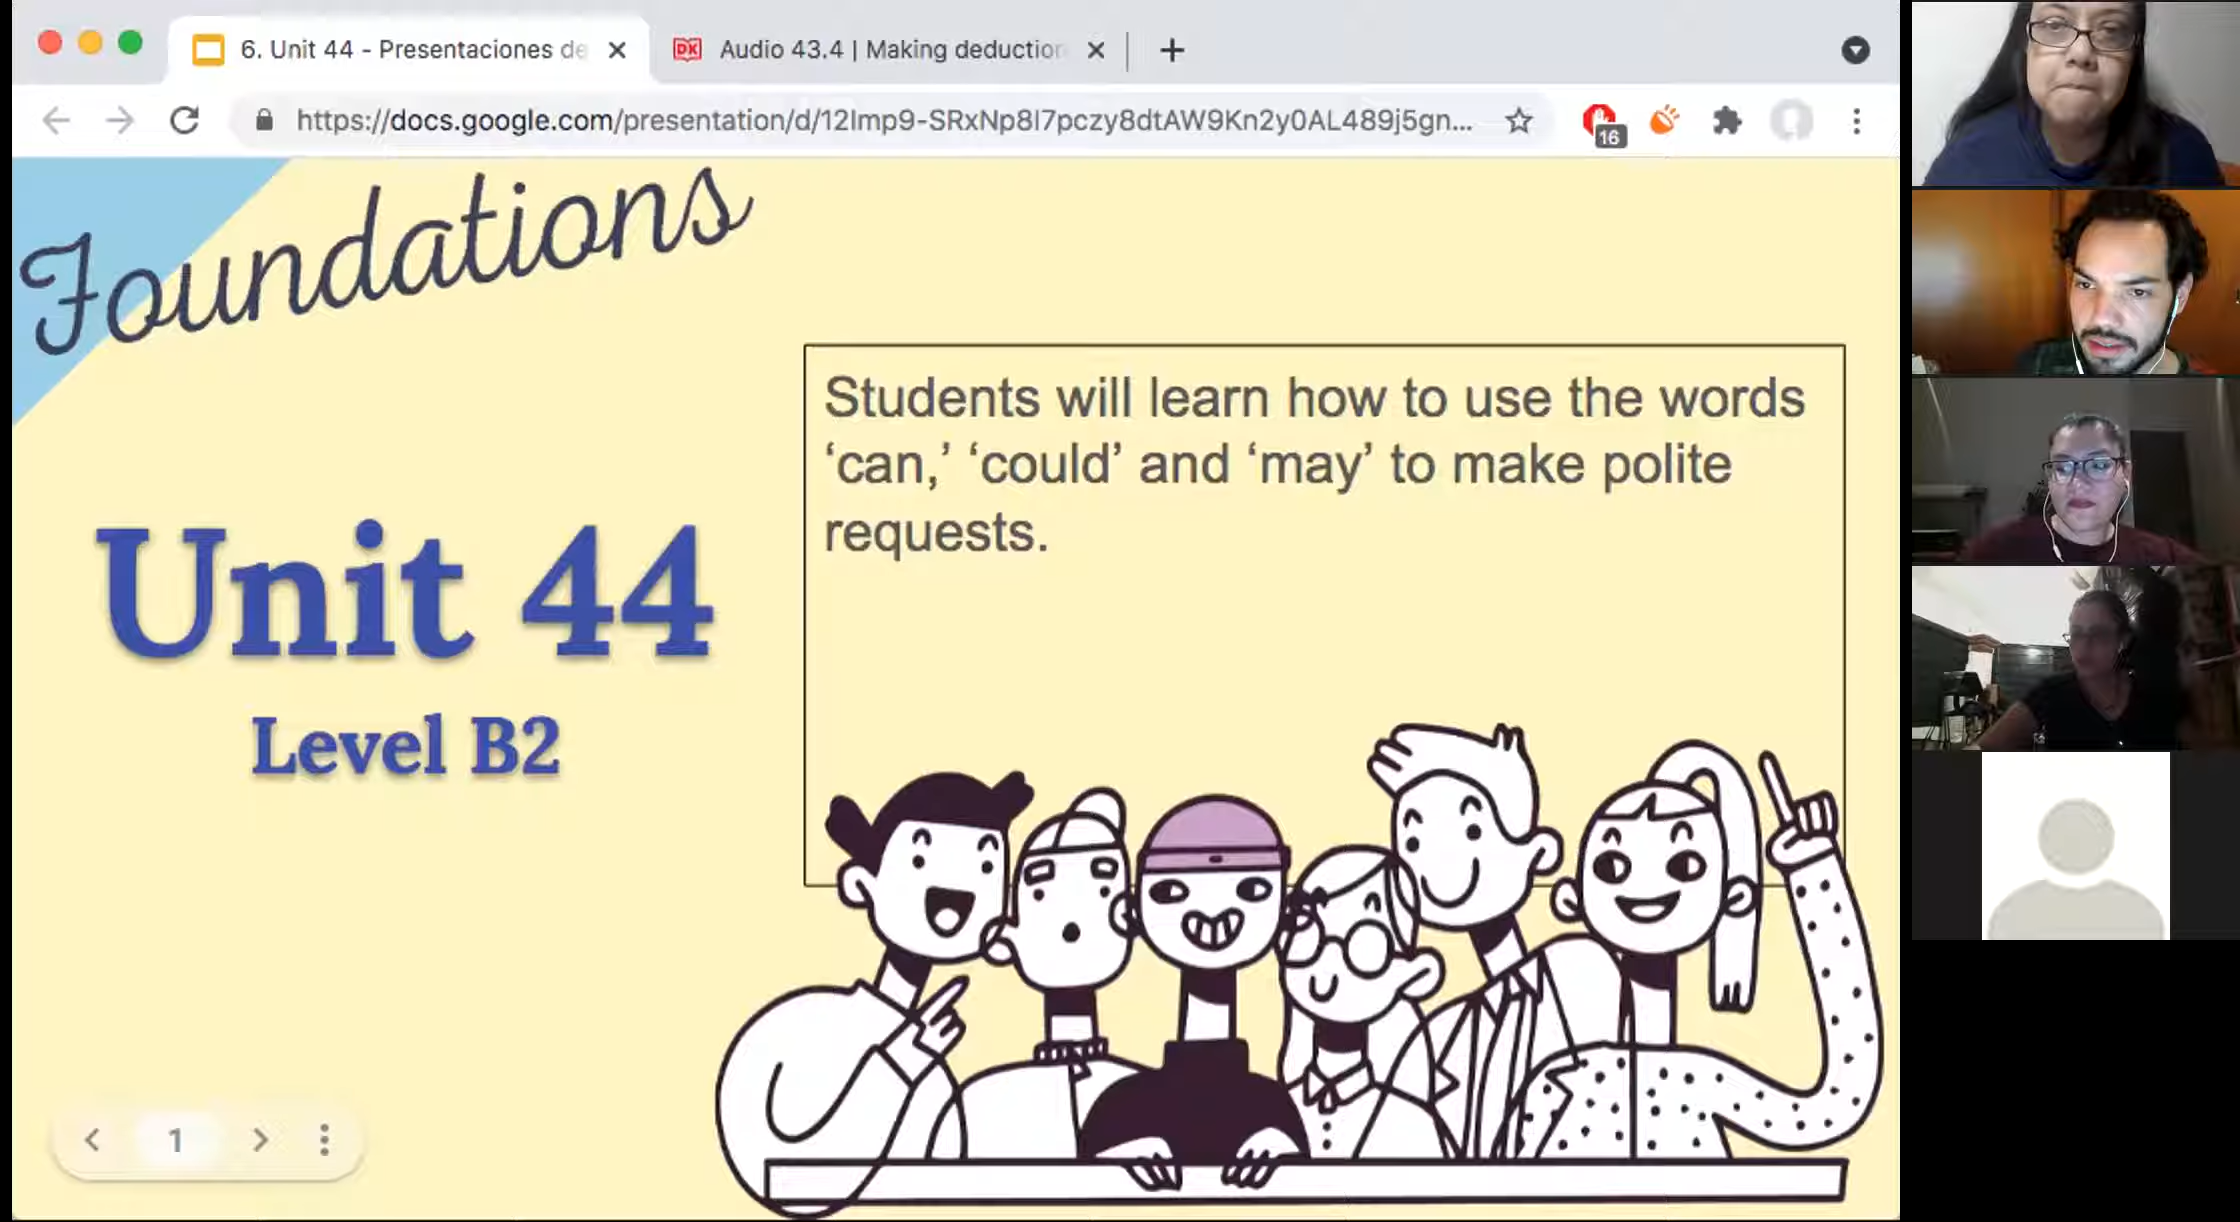 6. Unit 44 - Presentaciones de
Audio 43.4 | Making deduction
https://docs.google.com/presentation/d/12Imp9-SRxNp8I7pczy8dtAW9Kn2y0AL489j5gn...
16
Foundations
Students will learn how to use the words
‘can,’ ‘could’ and ‘may’ to make polite
requests.
Unit 44
Level B2
1